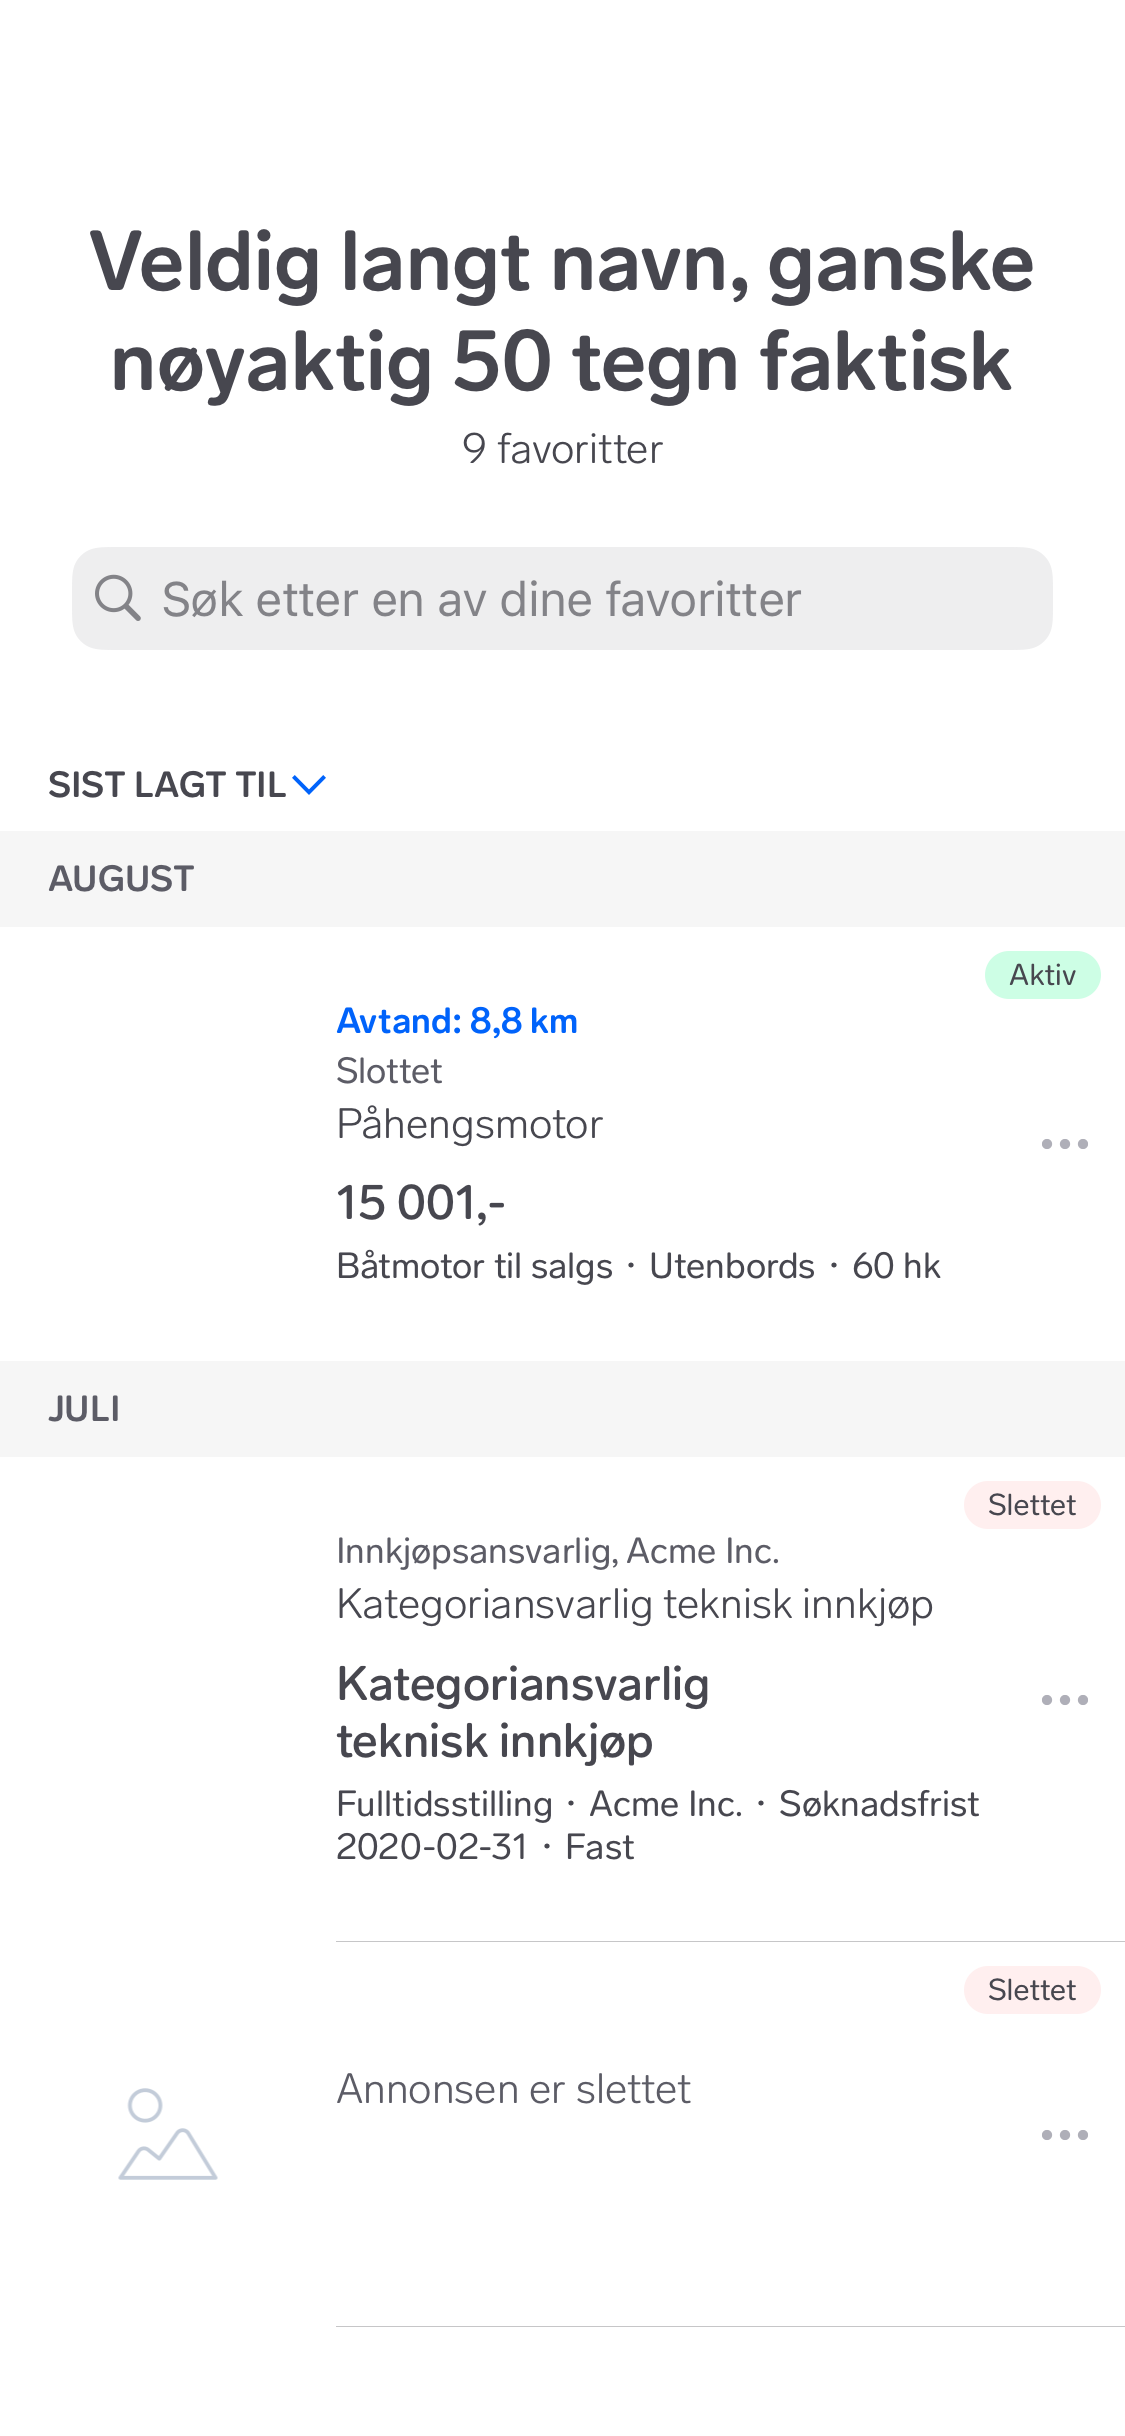 Veldig langt navn, ganske
nøyaktig 50 tegn faktisk
9 favoritter
Søk etter en av dine favoritter
SIST LAGT TIL
AUGUST
Aktiv
Avtand: 8,8 km
Slottet
Påhengsmotor
15 001,-
Båtmotor til salgs · Utenbords · 60 hk
JULI
Slettet
Innkjøpsansvarlig, Acme Inc.
Kategoriansvarlig teknisk innkjøp
Kategoriansvarlig
teknisk innkjøp
Fulltidsstilling · Acme Inc. · Søknadsfrist
2020-02-31 · Fast
Slettet
Annonsen er slettet